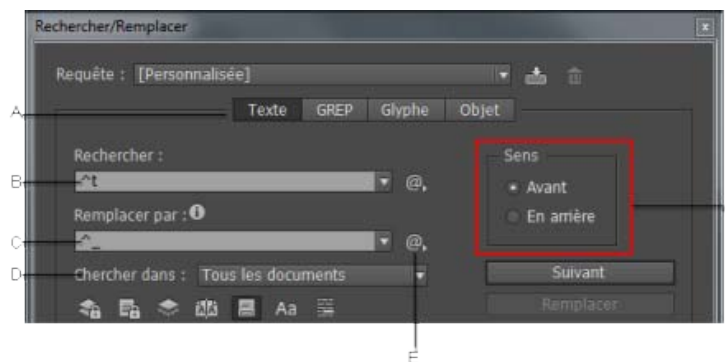 Rechercher/Remplacer
x
Requête : [Personnalisée]
A
Texte GREP Glyphe Objet
Rechercher :
Sens
B
^t
@
Avant
Remplacer par :
En arrière
C
^_
@
D
Chercher dans : Tous les documents
Suivant
Aa
Remplacer
E